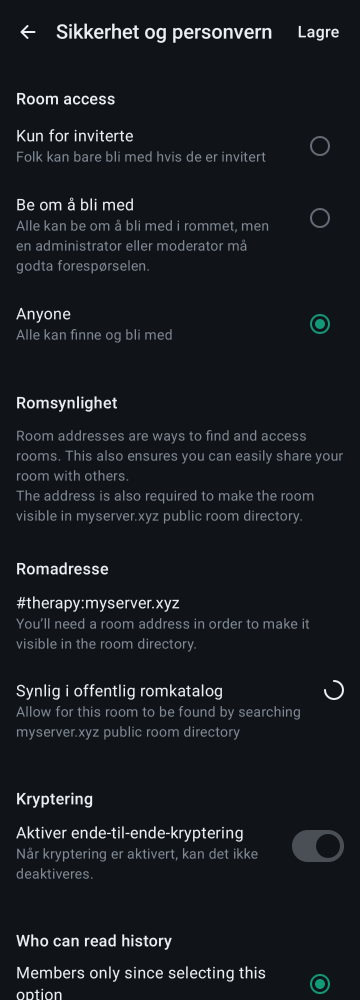 Sikkerhet og personvern Lagre
Room access
Kun for inviterte
Folk kan bare bli med hvis de er invitert
Be om å bli med
Alle kan be om å bli med i rommet, men
en administrator eller moderator må
godta forespørselen.
Anyone
Alle kan finne og bli med
Romsynlighet
Room addresses are ways to find and access
rooms. This also ensures you can easily share your
room with others.
The address is also required to make the room
visible in myserver.xyz public room directory.
Romadresse
#therapy:myserver.xyz
You’ll need a room address in order to make it
visible in the room directory.
Synlig i offentlig romkatalog
Allow for this room to be found by searching
myserver.xyz public room directory
Kryptering
Aktiver ende-til-ende-kryptering
Når kryptering er aktivert, kan det ikke
deaktiveres.
Who can read history
Members only since selecting this
option